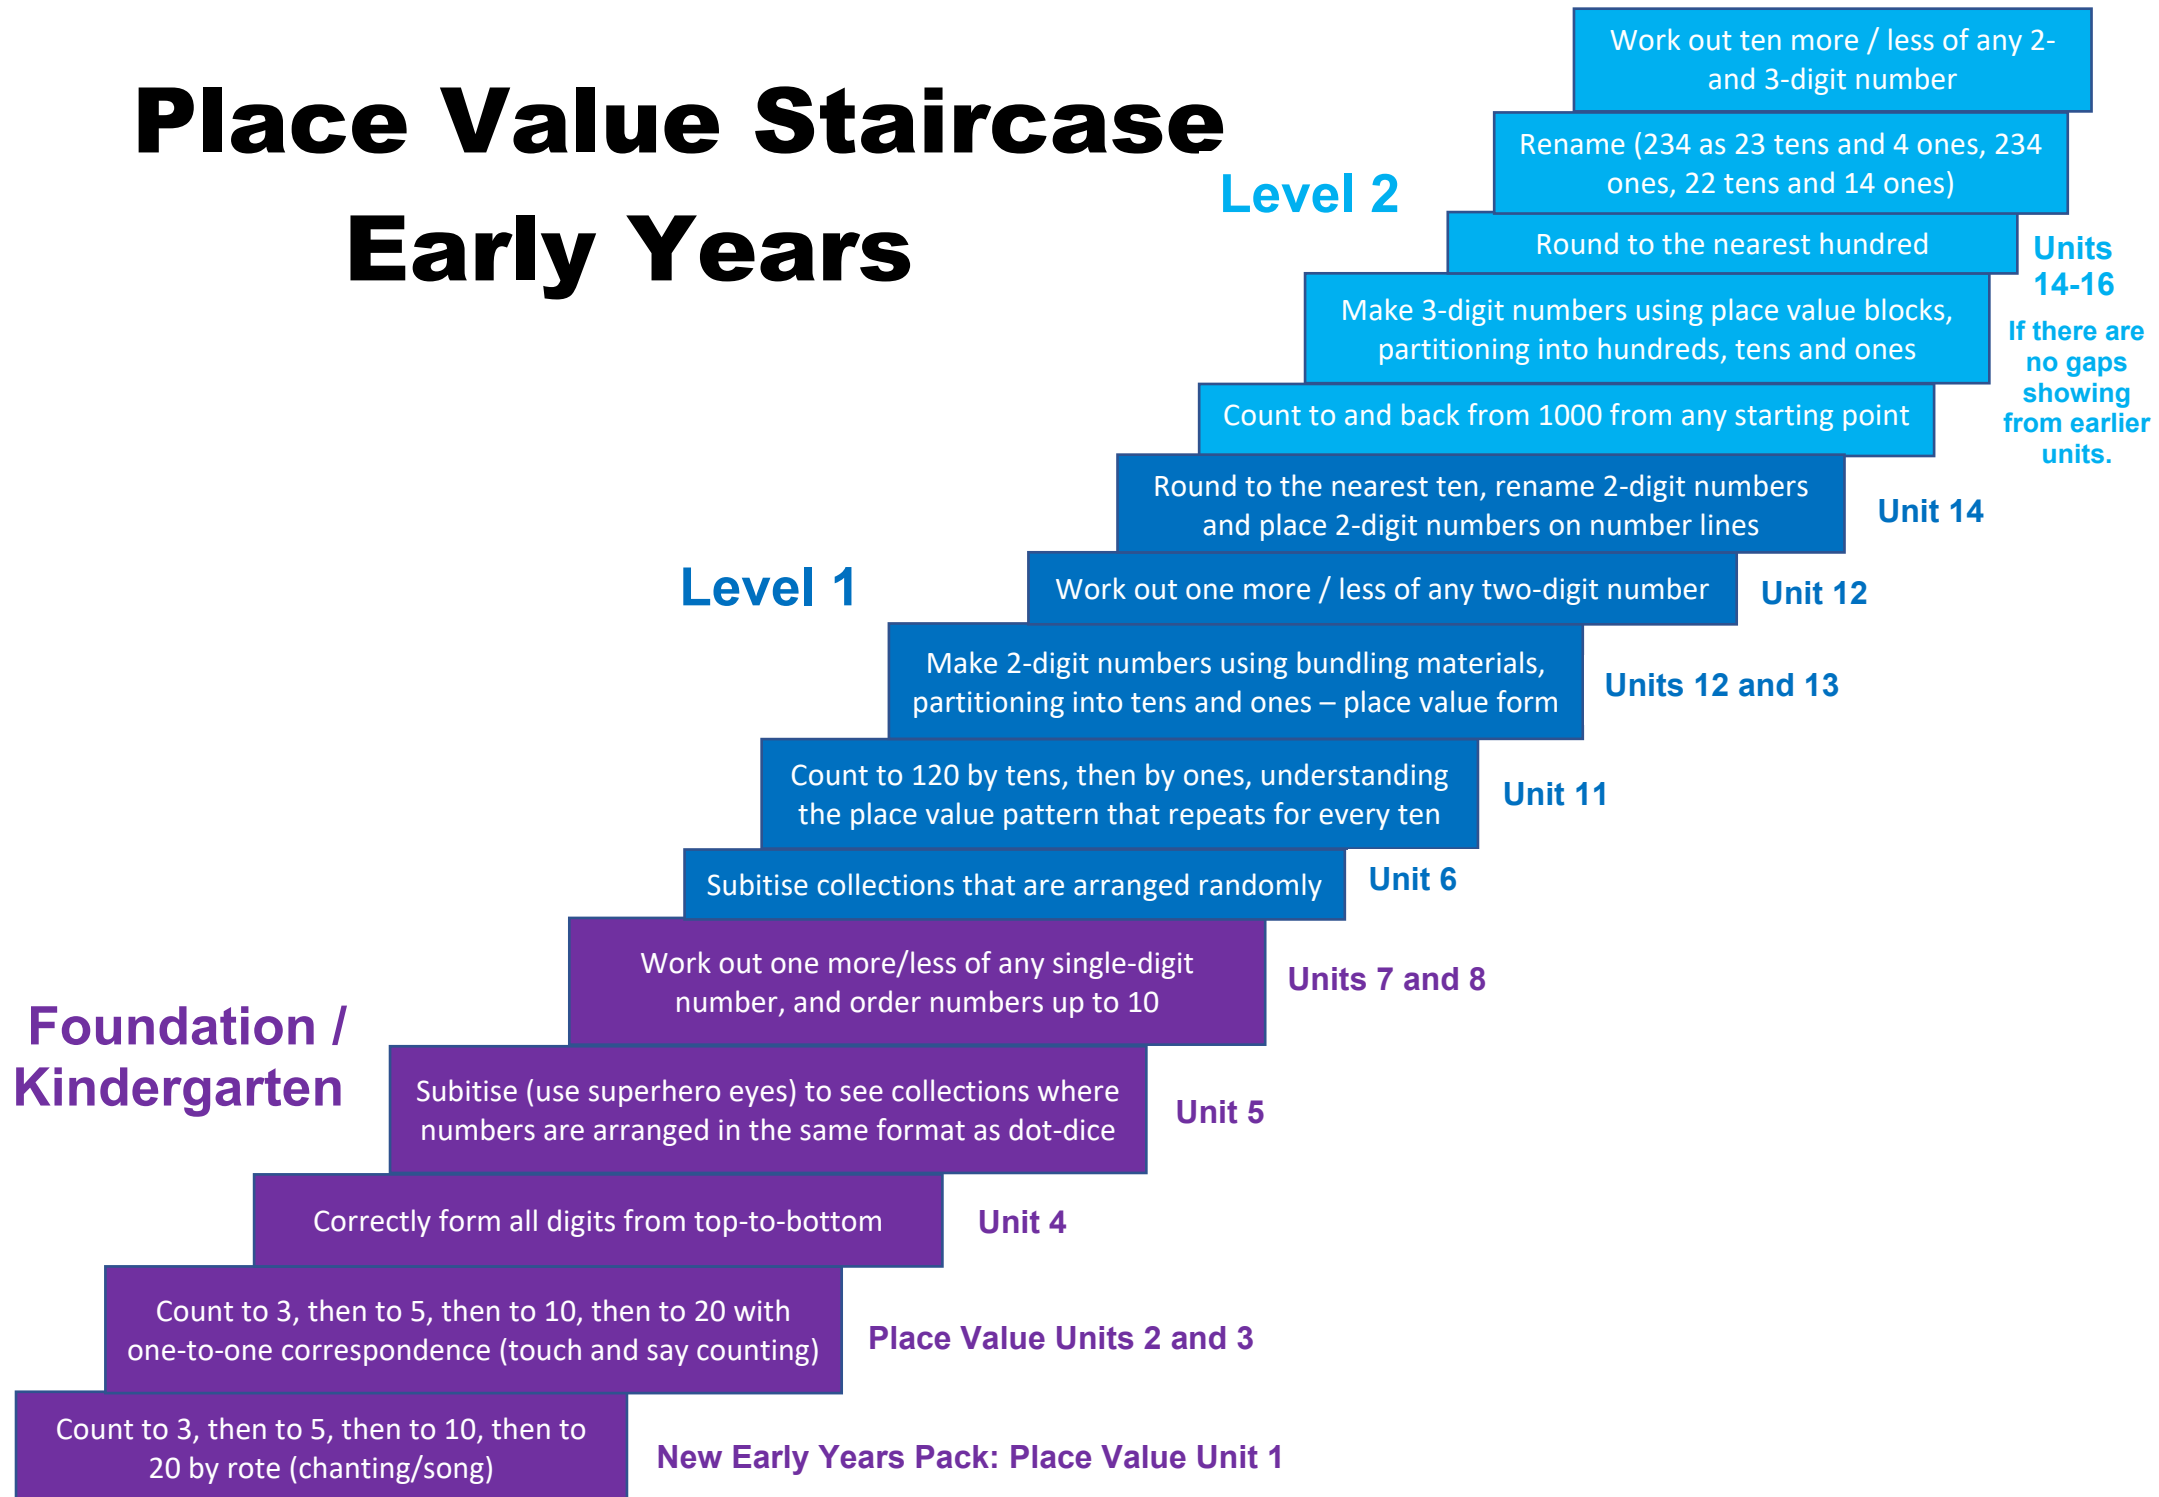 Place Value Staircase
Early Years
Work out ten more / less of any 2-
and 3-digit number
Rename (234 as 23 tens and 4 ones, 234
ones, 22 tens and 14 ones)
Level 2
Round to the nearest hundred
Units
14-16
If there are
no gaps
showing
from earlier
units.
Make 3-digit numbers using place value blocks,
partitioning into hundreds, tens and ones
Count to and back from 1000 from any starting point
Round to the nearest ten, rename 2-digit numbers
and place 2-digit numbers on number lines
Unit 14
Level 1
Work out one more / less of any two-digit number
Unit 12
Make 2-digit numbers using bundling materials,
partitioning into tens and ones – place value form
Units 12 and 13
Count to 120 by tens, then by ones, understanding
the place value pattern that repeats for every ten
Unit 11
Subitise collections that are arranged randomly
Unit 6
Work out one more/less of any single-digit
number, and order numbers up to 10
Units 7 and 8
Foundation /
Kindergarten
Subitise (use superhero eyes) to see collections where
numbers are arranged in the same format as dot-dice
Unit 5
Correctly form all digits from top-to-bottom
Unit 4
Count to 3, then to 5, then to 10, then to 20 with
one-to-one correspondence (touch and say counting)
Place Value Units 2 and 3
Count to 3, then to 5, then to 10, then to
20 by rote (chanting/song)
New Early Years Pack: Place Value Unit 1